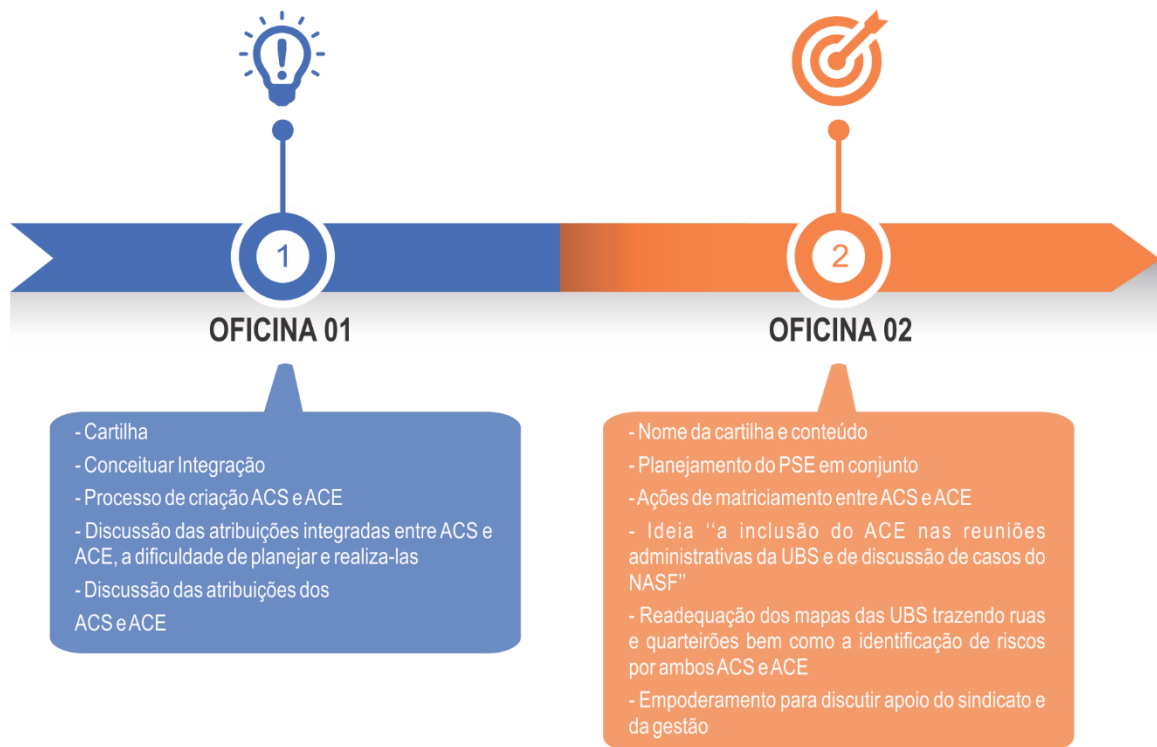 1
OFICINA 01
- Cartilha
- Conceituar Integração
- Processo de criação ACS e ACE
- Discussão das atribuições integradas entre ACS e
ACE, a dificuldade de planejar e realiza-las
- Discussão das atribuições dos
ACS e ACE
2
OFICINA 02
- Nome da cartilha e conteúdo
- Planejamento do PSE em conjunto
- Ações de matriciamento entre ACS e ACE
- Ideia ‘‘a inclusão do ACE nas reuniões
administrativas da UBS e de discussão de casos do
NASF’’
- Readequação dos mapas das UBS trazendo ruas
e quarteirões bem como a identificação de riscos
por ambos ACS e ACE
- Empoderamento para discutir apoio do sindicato e
da gestão